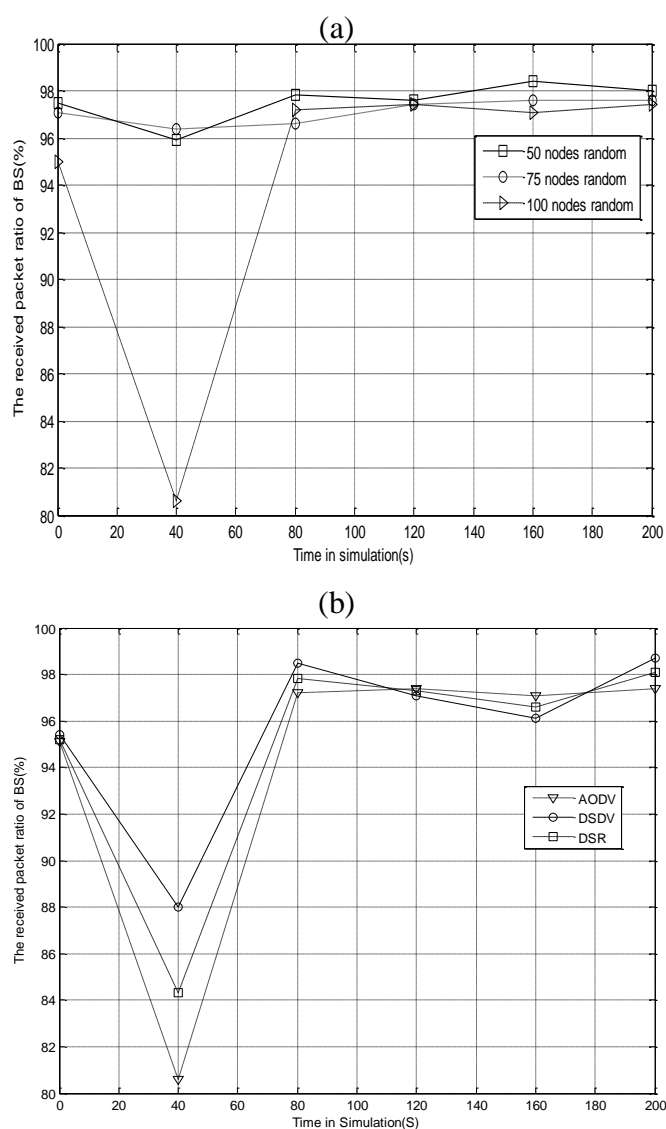 (a)
100
98
96
94
92
90
88
86
84
82
80
The received packet ratio of BS(%)
50 nodes random
75 nodes random
100 nodes random
0 20 40 60 80 100 120 140 160 180 200
Time in simulation(s)
(b)
100
98
96
94
92
90
88
86
84
82
80
The received packet ratio of BS(%)
AODV
DSDV
DSR
0 20 40 60 80 100 120 140 160 180 200
Time in Simulation(S)